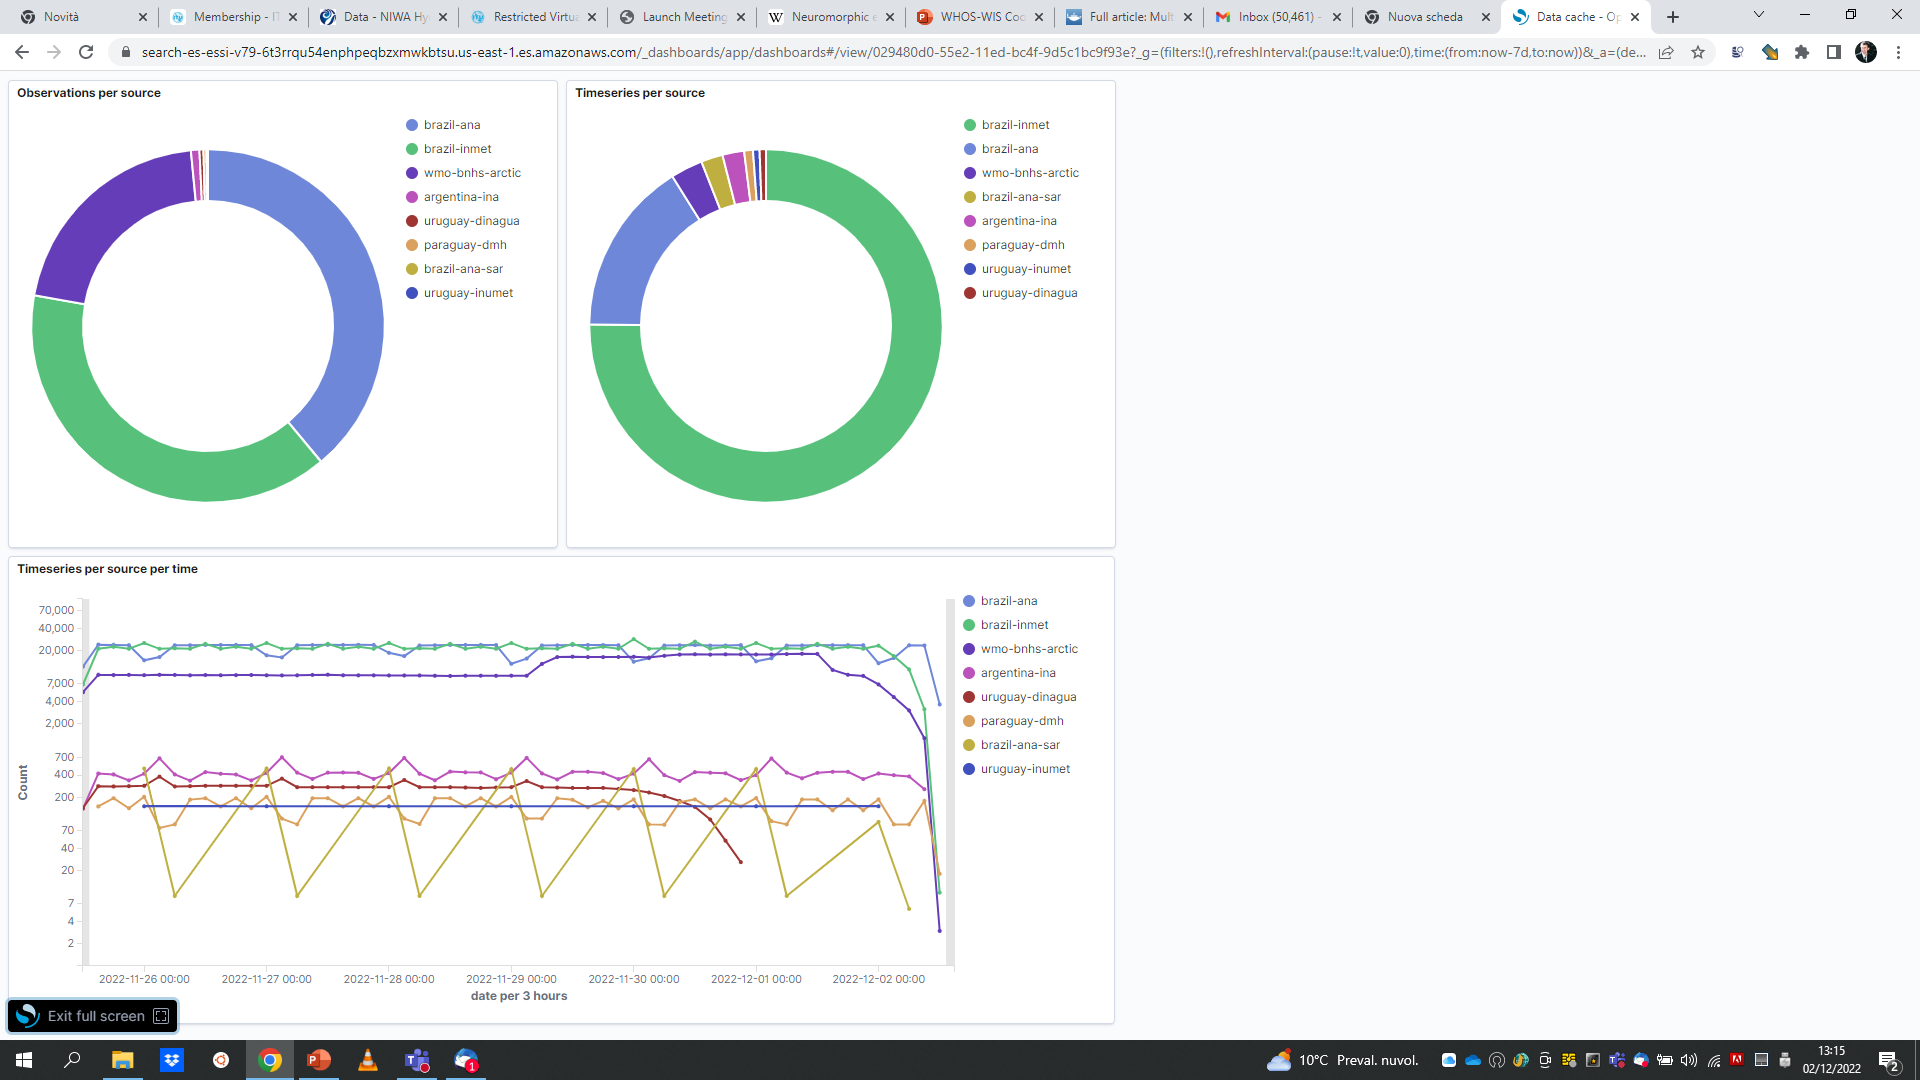 Novità
Membership - IT
Data - NIWA Hy
Restricted Virtua
Launch Meeting
Neuromorphic e
WHOS-WIS Coo
Full article: Mult
Inbox (50,461) -
Nuova scheda
Data cache - Op
search-es-essi-v79-6t3rrqu54enphpeqbzxmwkbtsu.us-east-1.es.amazonaws.com/_dashboards/app/dashboards#/view/029480d0-55e2-11ed-bc4f-9d5c1bc9f93e?_g=(filters:!(),refreshInterval:(pause:!t,value:0),time:(from:now-7d,to:now))&_a=(de...
Observations per source
brazil-ana
brazil-inmet
wmo-bnhs-arctic
argentina-ina
uruguay-dinagua
paraguay-dmh
brazil-ana-sar
uruguay-inumet
Timeseries per source
brazil-inmet
brazil-ana
wmo-bnhs-arctic
brazil-ana-sar
argentina-ina
paraguay-dmh
uruguay-inumet
uruguay-dinagua
Timeseries per source per time
70,000
40,000
20,000
7,000
4,000
2,000
700
400
200
70
40
20
7
4
2
Count
2022-11-26 00:00
2022-11-27 00:00
2022-11-28 00:00
2022-11-29 00:00
2022-11-30 00:00
2022-12-01 00:00
2022-12-02 00:00
date per 3 hours
brazil-ana
brazil-inmet
wmo-bnhs-arctic
argentina-ina
uruguay-dinagua
paraguay-dmh
brazil-ana-sar
uruguay-inumet
Exit full screen
10°C Preval. nuvol.
13:15
02/12/2022
2
1